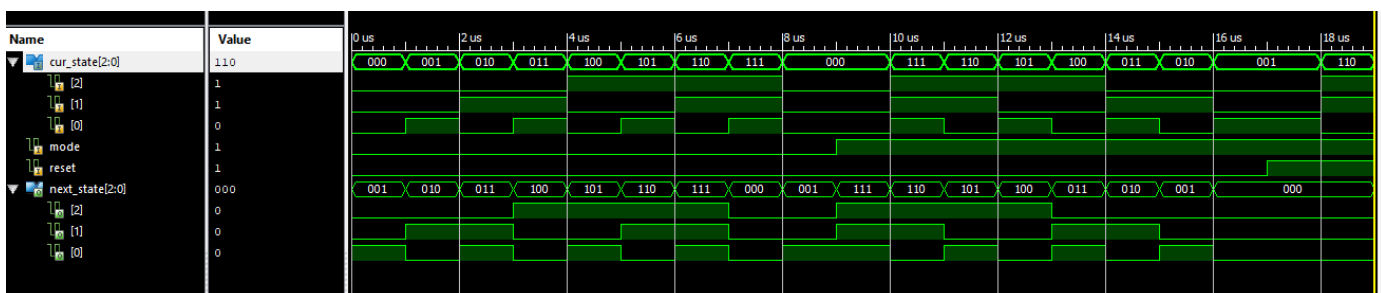 Name Value 0 us 2 us 4 us 6 us 8 us 10 us 12 us 14 us 16 us 18 us
cur_state[2:0] 110 000 001 010 011 100 101 110 111 000 111 110 101 100 011 010 001 110
[2] 1
[1] 1
[0] 0
mode 1
reset 1
next_state[2:0] 000 001 010 011 100 101 110 111 000 001 111 110 101 100 011 010 001 000
[2] 0
[1] 0
[0] 0